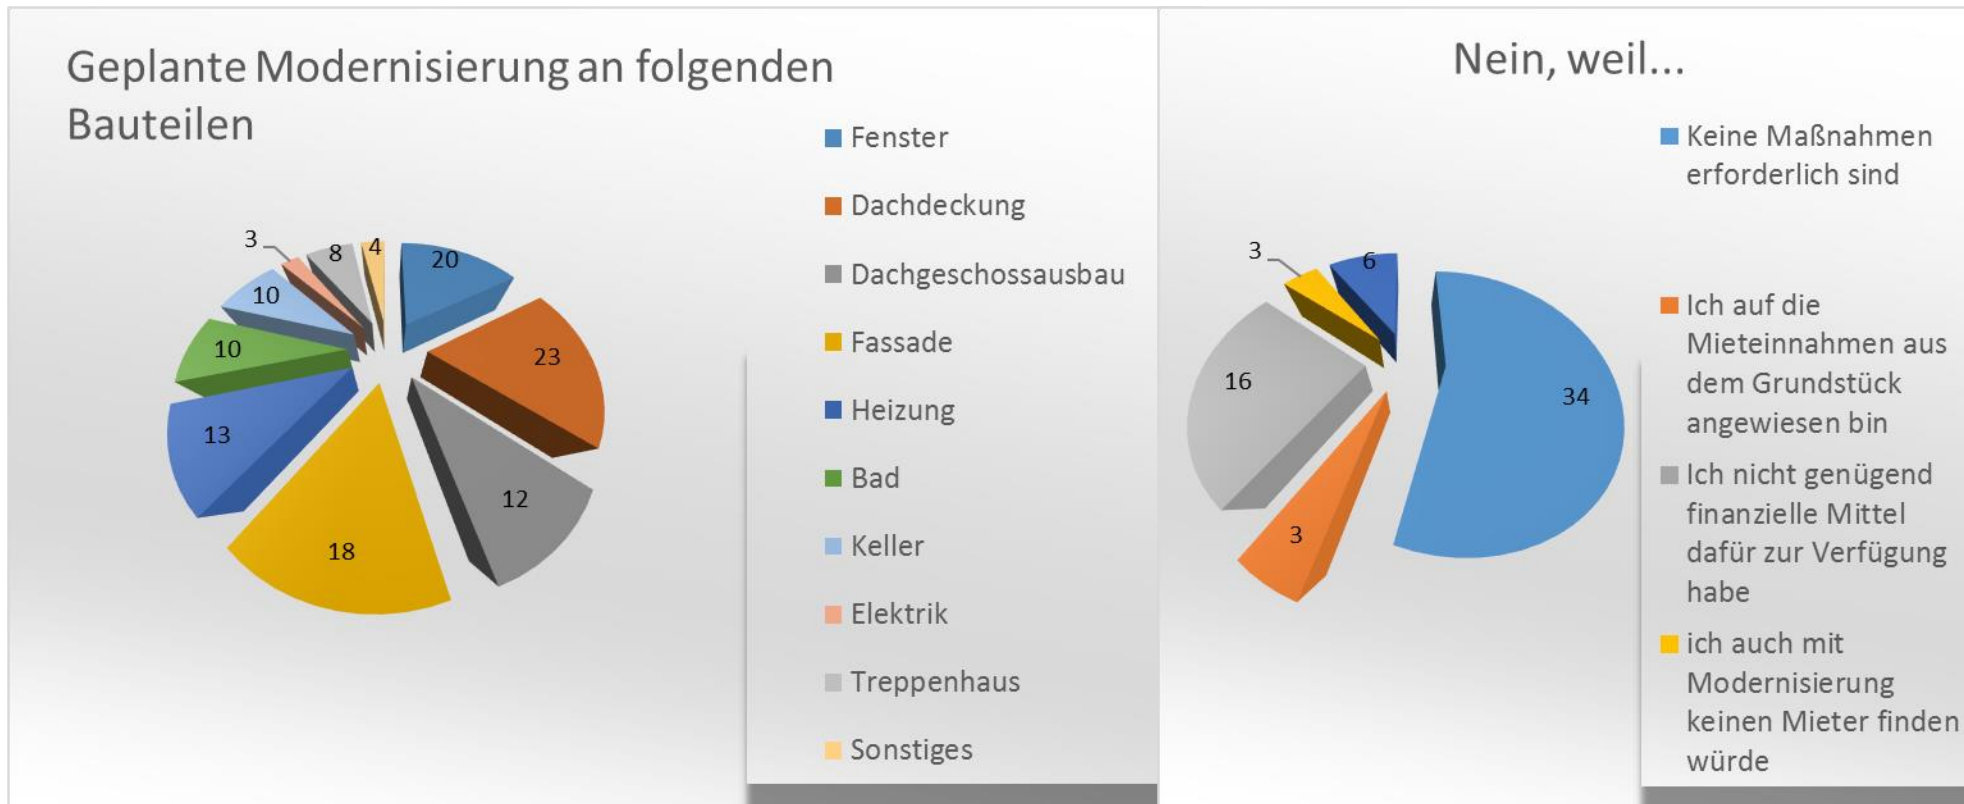 Geplante Modernisierung an folgenden
Bauteilen
20
23
12
18
13
10
10
3
8
4
Fenster
Dachdeckung
Dachgeschossausbau
Fassade
Heizung
Bad
Keller
Elektrik
Treppenhaus
Sonstiges
Nein, weil...
34
3
16
3
6
Keine Maßnahmen
erforderlich sind
Ich auf die
Mieteinnahmen aus
dem Grundstück
angewiesen bin
Ich nicht genügend
finanzielle Mittel
dafür zur Verfügung
habe
ich auch mit
Modernisierung
keinen Mieter finden
würde